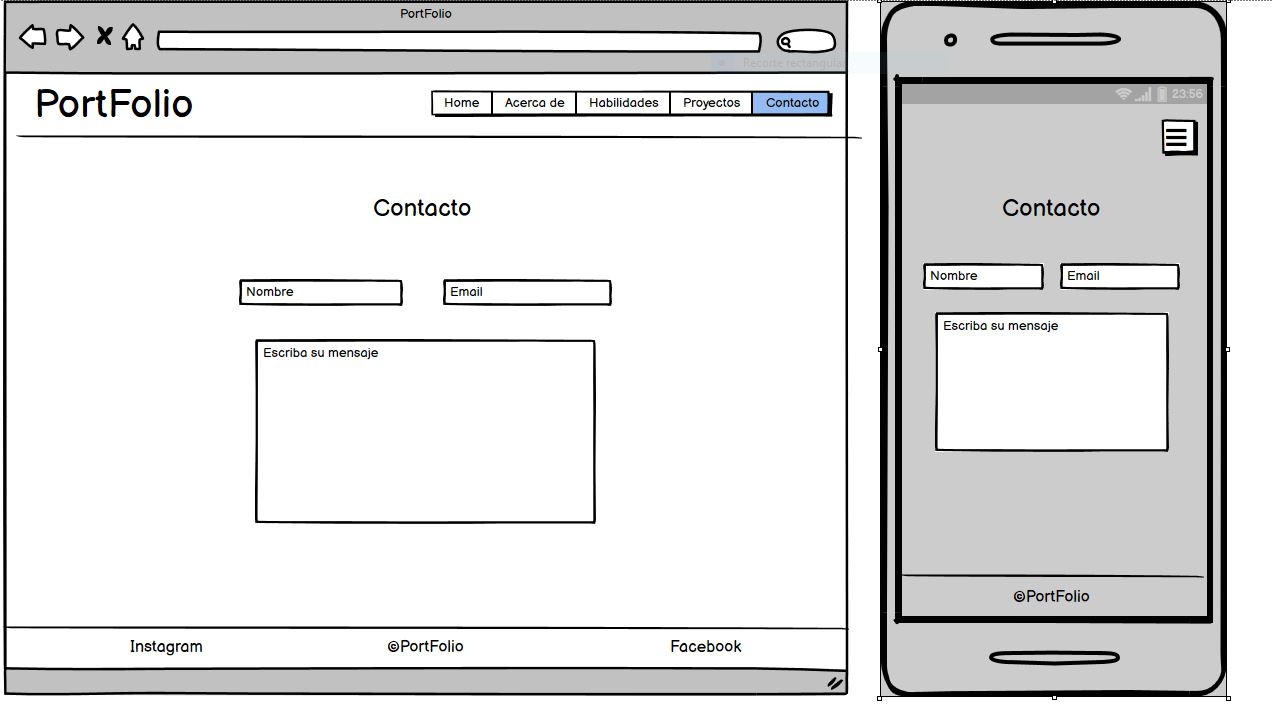 PortFolio
Recorte rectangular
PortFolio
Home Acerca de Habilidades Proyectos Contacto
Contacto
Nombre Email
Escriba su mensaje
Instagram ©PortFolio Facebook
23:56
Contacto
Nombre Email
Escriba su mensaje
©PortFolio